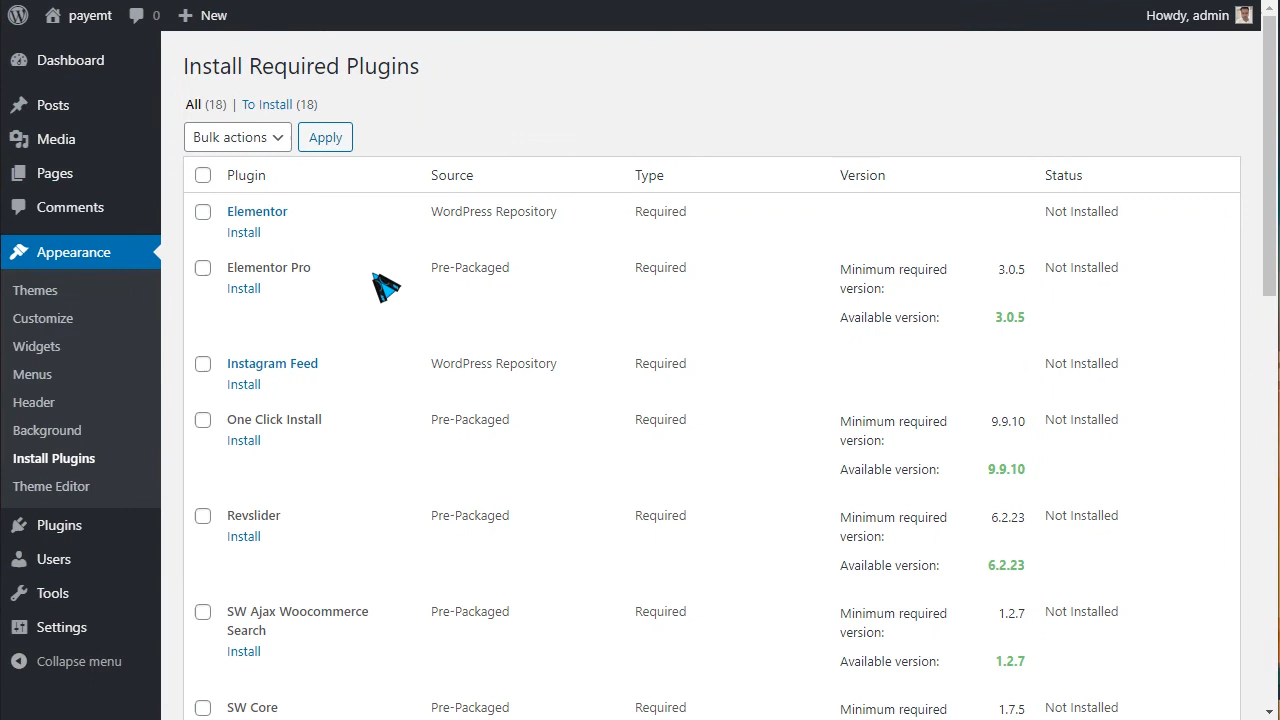 payemt 0 New Howdy, admin
Dashboard
Posts
Media
Pages
Comments
Appearance
Themes
Customize
Widgets
Menus
Header
Background
Install Plugins
Theme Editor
Plugins
Users
Tools
Settings
Collapse menu
Install Required Plugins
All (18) | To Install (18)
Bulk actions Apply
Plugin Source Type Version Status
Elementor WordPress Repository Required Not Installed
Install
Elementor Pro Pre-Packaged Required Minimum required 3.0.5 Not Installed
Install version:
Available version: 3.0.5
Instagram Feed WordPress Repository Required Not Installed
Install
One Click Install Pre-Packaged Required Minimum required 9.9.10 Not Installed
Install version:
Available version: 9.9.10
Revslider Pre-Packaged Required Minimum required 6.2.23 Not Installed
Install version:
Available version: 6.2.23
SW Ajax Woocommerce Pre-Packaged Required Minimum required 1.2.7 Not Installed
Search version:
Install
Available version: 1.2.7
SW Core Pre-Packaged Required Minimum required 1.7.5 Not Installed